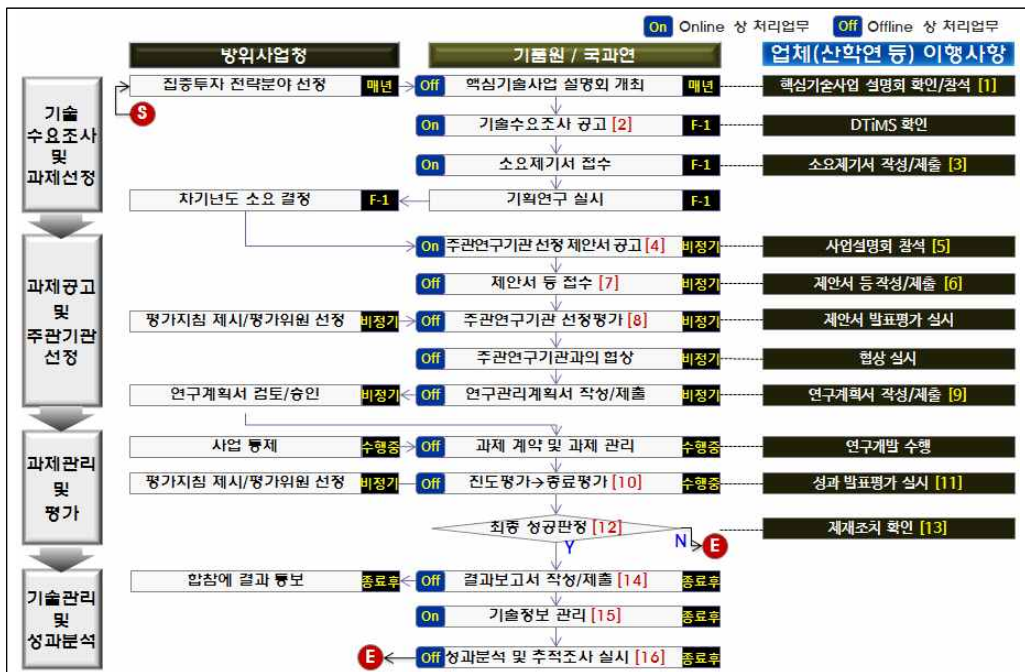 On Online 상 처리업무 Off Offline 상 처리업무
방위사업청 기품원 / 국과연 업체(산학연 등) 이행사항
기술
수요조사
및
과제선정
집중투자 전략분야 선정 매년 Off 핵심기술사업 설명회 개최 매년 핵심기술사업 설명회 확인/참석 [1]
S
On 기술수요조사 공고 [2] F-1 DTiMS 확인
On 소요제기서 접수 F-1 소요제기서 작성/제출 [3]
차기년도 소요 결정 F-1 기획연구 실시 F-1
과제공고
및
주관기관
선정
On 주관연구기관 선정 제안서 공고 [4] 비정기 사업설명회 참석 [5]
Off 제안서 등 접수 [7] 비정기 제안서 등 작성/제출 [6]
평가지침 제시/평가위원 선정 비정기 Off 주관연구기관 선정평가 [8] 비정기 제안서 발표평가 실시
Off 주관연구기관과의 협상 비정기 협상 실시
연구계획서 검토/승인 비정기 Off 연구관리계획서 작성/제출 비정기 연구계획서 작성/제출 [9]
과제관리
및
평가
사업 통제 수행중 Off 과제 계약 및 과제 관리 수행중 연구개발 수행
평가지침 제시/평가위원 선정 비정기 Off 진도평가→종료평가 [10] 수행중 성과 발표평가 실시 [11]
최종 성공판정 [12] N E 제재조치 확인 [13]
Y
기술관리
및
성과분석
합참에 결과 통보 종료후 Off 결과보고서 작성/제출 [14] 종료후
On 기술정보 관리 [15] 종료후
E Off 성과분석 및 추적조사 실시 [16] 종료후